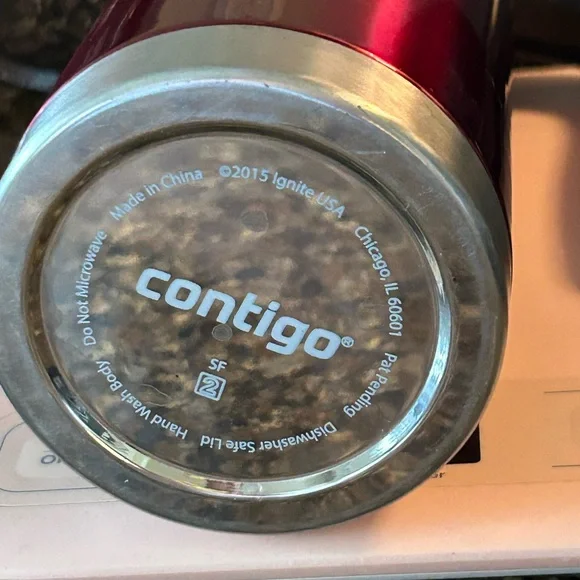 Made in China ©2015 Ignite USA Chicago, IL 60601 Pat Pending Dishwasher Safe Lid Hand Wash Body Do Not Microwave
contigo®
SF
2